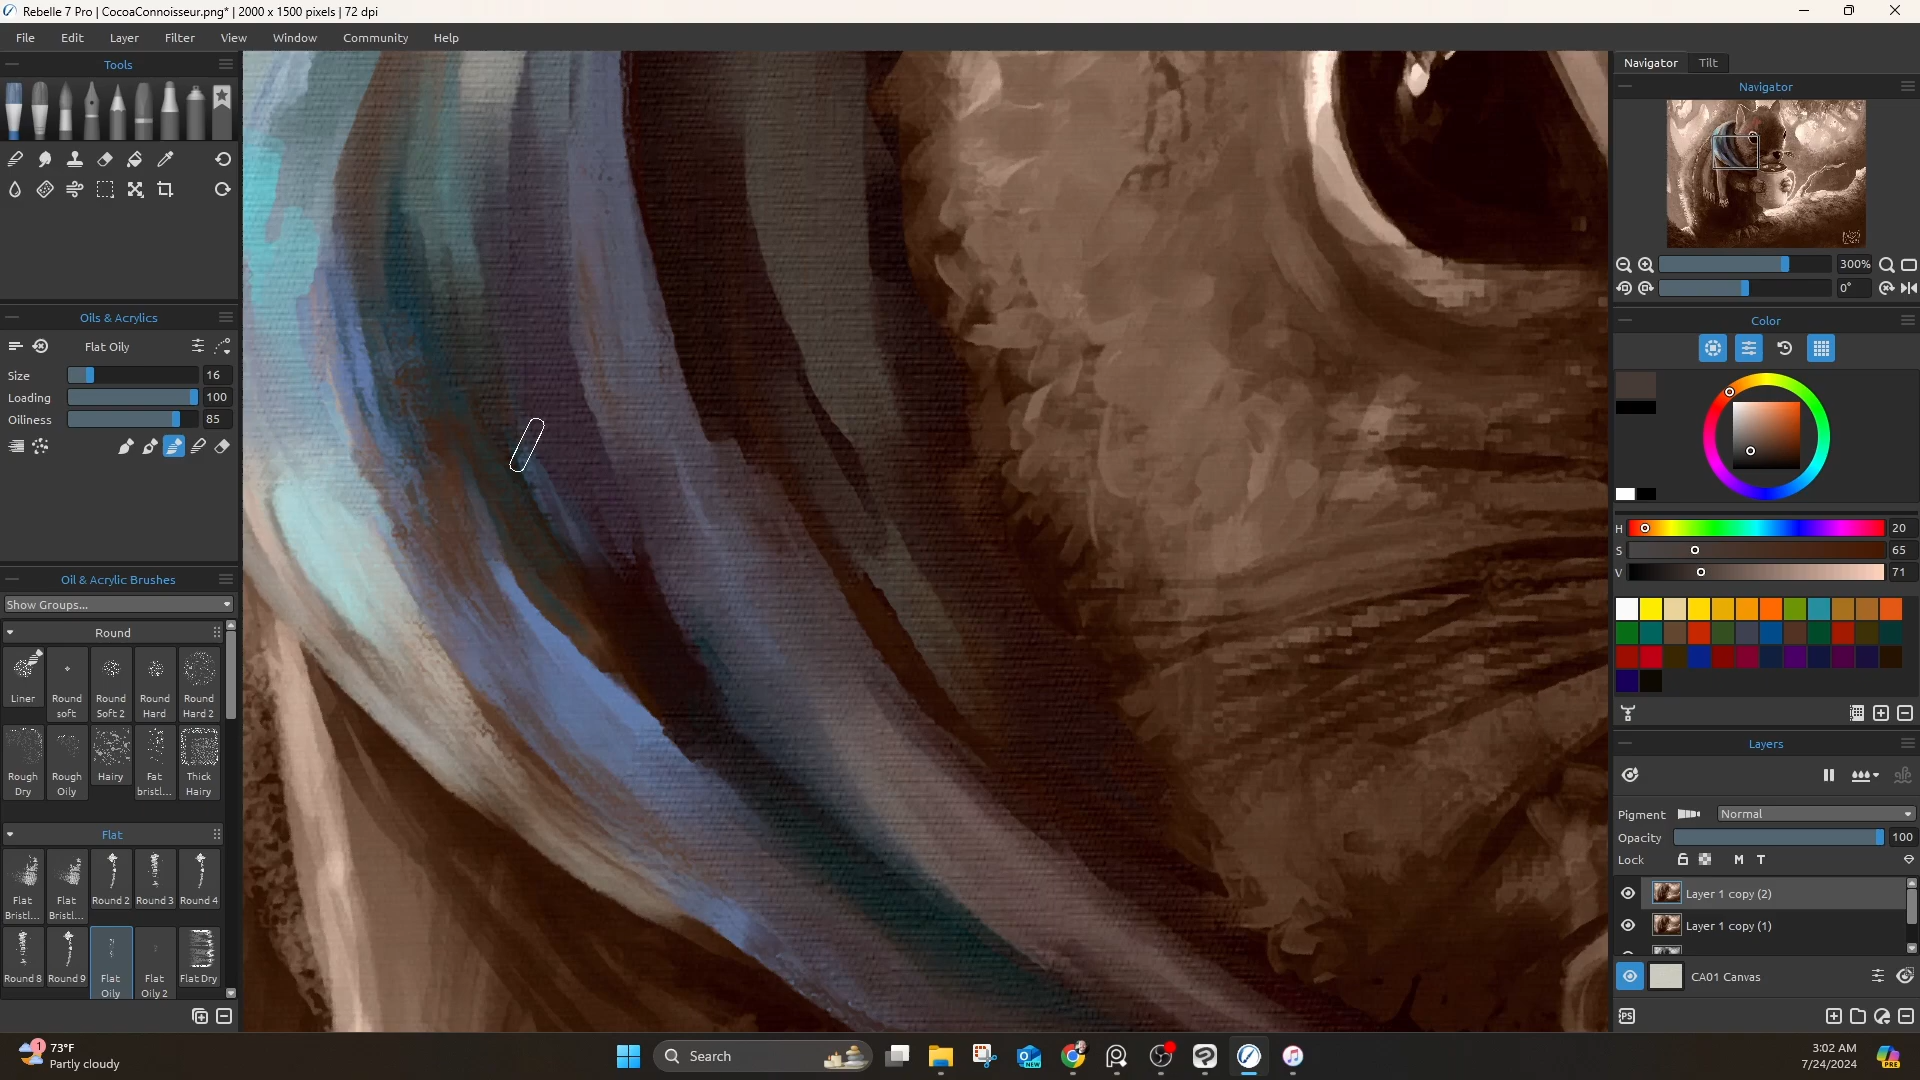 Rebelle 7 Pro | CocoaConnoisseur.png* | 2000 x 1500 pixels | 72 dpi
File Edit Layer Filter View Window Community Help
Tools
Oils & Acrylics
Flat Oily
Size 16
Loading 100
Oiliness 85
Oil & Acrylic Brushes
Show Groups...
Round
Liner
Round soft
Round Soft 2
Round Hard
Round Hard 2
Rough Dry
Rough Oily
Hairy
Fat bristl...
Thick Hairy
Flat
Flat Bristl...
Flat Bristl...
Round 2
Round 3
Round 4
Round 8
Round 9
Flat Oily
Flat Oily 2
Flat Dry
Navigator Tilt
Navigator
300%
0°
Color
H 20
S 65
V 71
Layers
Pigment Normal
Opacity 100
Lock M T
Layer 1 copy (2)
Layer 1 copy (1)
CA01 Canvas
PS
1
73°F
Partly cloudy
Search
NEW
3:02 AM
7/24/2024
PRE